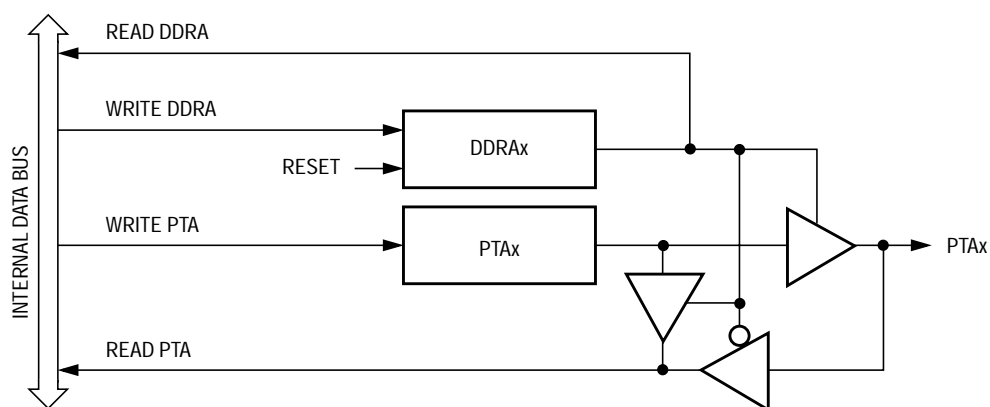 READ DDRA
WRITE DDRA
DDRAx
RESET
INTERNAL DATA BUS
WRITE PTA
PTAx
PTAx
READ PTA